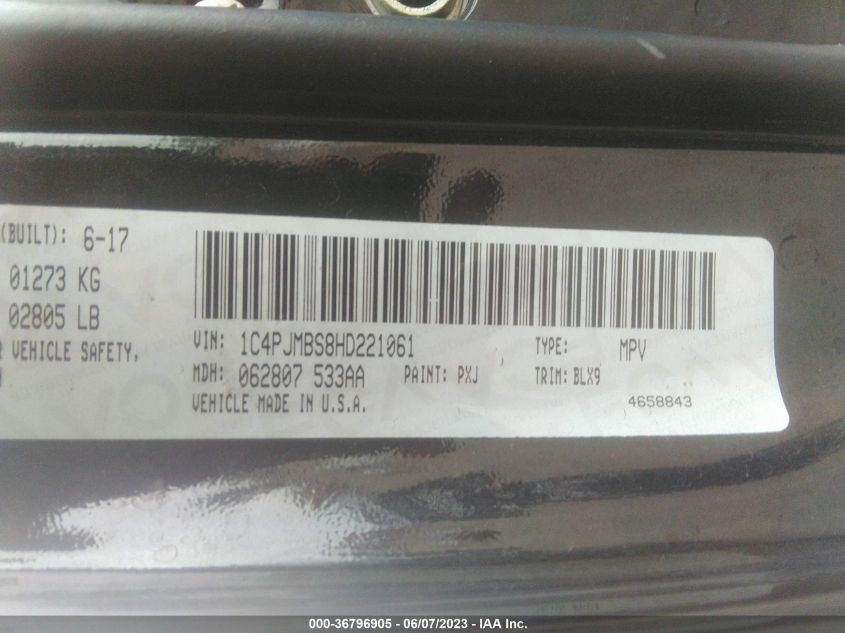 (BUILT): 6-17
01273 KG
02805 LB
VEHICLE SAFETY,
VIN: 1C4PJMBS8HD221061 TYPE: MPV
MDH: 062807 533AA PAINT: PXJ TRIM: BLX9
VEHICLE MADE IN U.S.A. 4658843
000-36796905 - 06/07/2023 - IAA Inc.